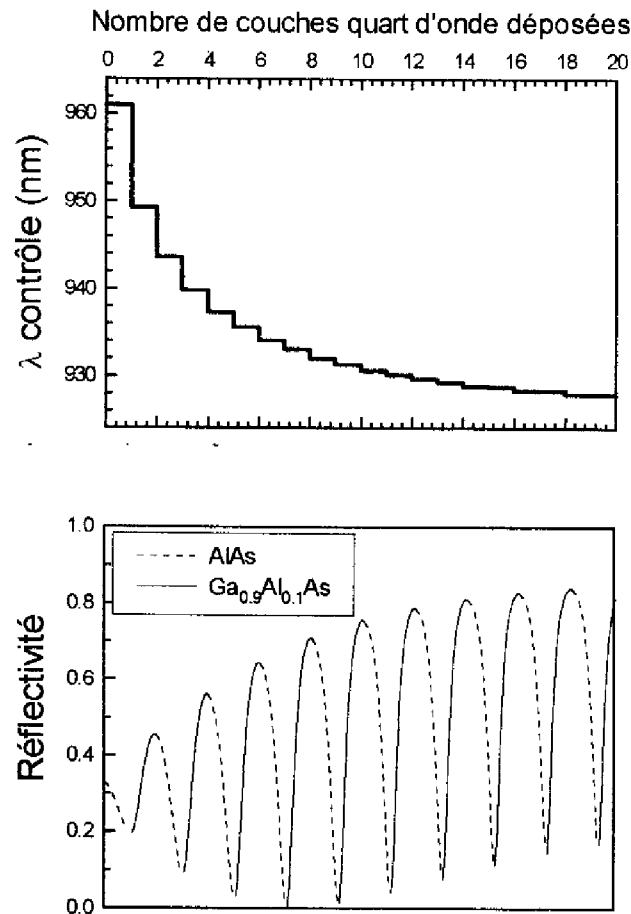 Nombre de couches quart d'onde déposées
0 2 4 6 8 10 12 14 16 18 20
λ contrôle (nm)
960
950
940
930
Réflectivité
1.0
0.8
0.6
0.4
0.2
0.0
AlAs
Ga0.9Al0.1As